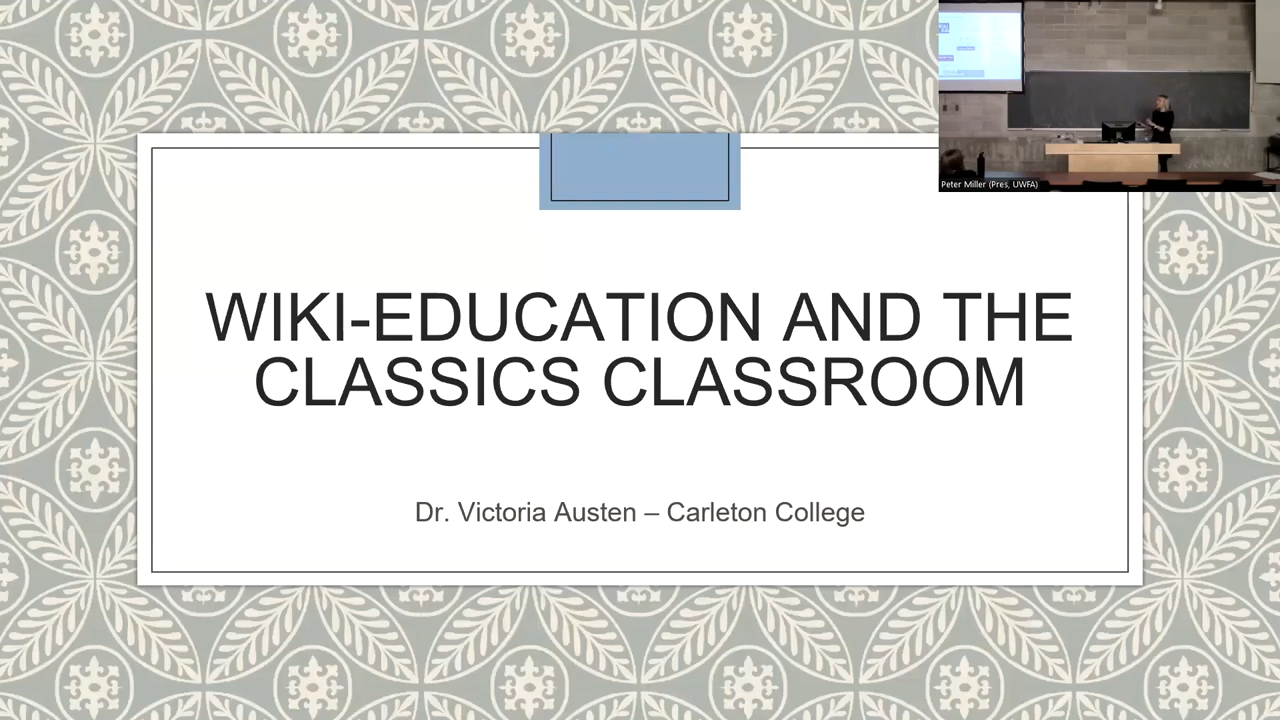 Peter Miller (Pres, UWFA)
WIKI-EDUCATION AND THE
CLASSICS CLASSROOM
Dr. Victoria Austen – Carleton College